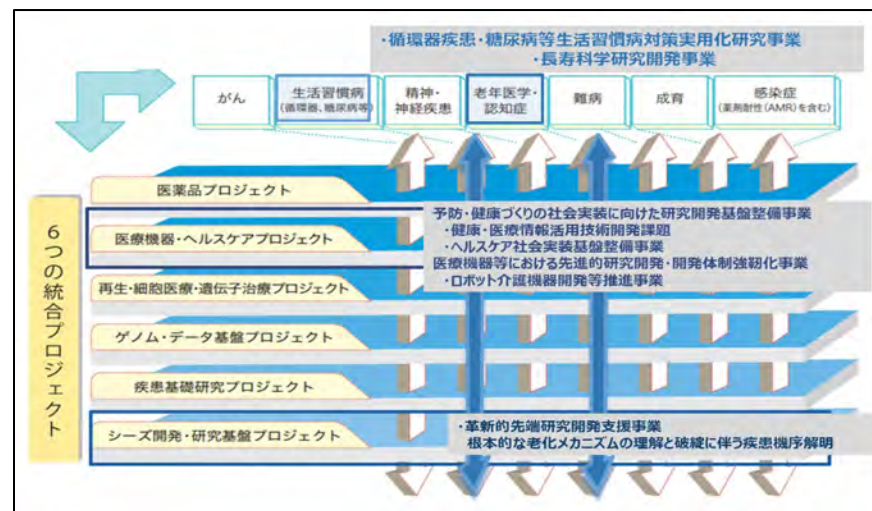 ・循環器疾患・糖尿病等生活習慣病対策実用化研究事業
・長寿科学研究開発事業
がん
生活習慣病
(循環器、糖尿病等)
精神・
神経疾患
老年医学・
認知症
難病
成育
感染症
(薬剤耐性(AMR)を含む)
6つの統合プロジェクト
医薬品プロジェクト
医療機器・ヘルスケアプロジェクト
予防・健康づくりの社会実装に向けた研究開発基盤整備事業
・健康・医療情報活用技術開発課題
・ヘルスケア社会実装基盤整備事業
医療機器等における先進的研究開発・開発体制強靭化事業
・ロボット介護機器開発等推進事業
再生・細胞医療・遺伝子治療プロジェクト
ゲノム・データ基盤プロジェクト
疾患基礎研究プロジェクト
シーズ開発・研究基盤プロジェクト
・革新的先端研究開発支援事業
根本的な老化メカニズムの理解と破綻に伴う疾患機序解明